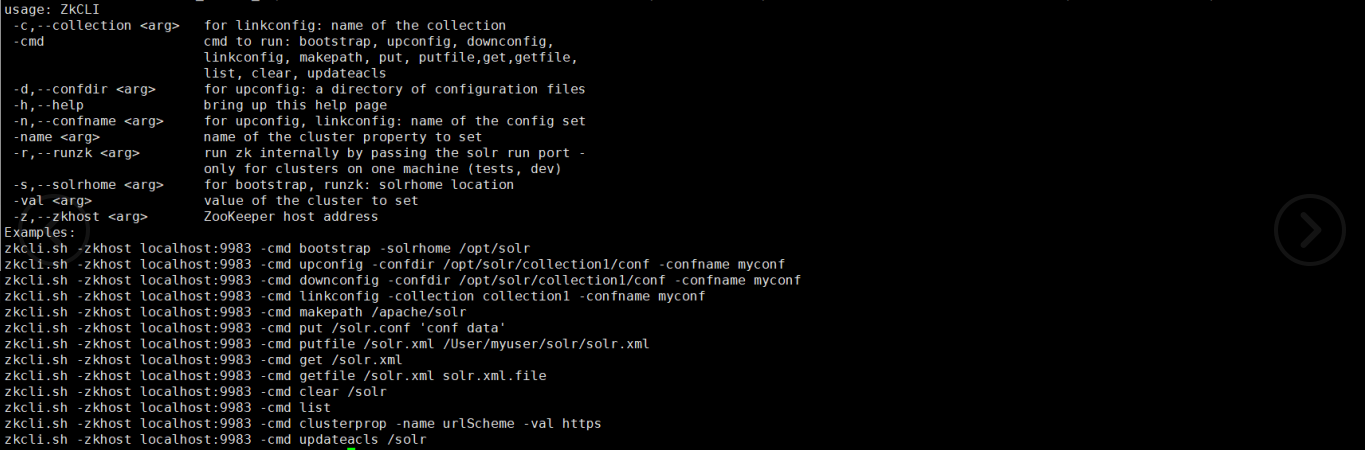 usage: ZkCLI
 -c,--collection <arg>   for linkconfig: name of the collection
 -cmd                    cmd to run: bootstrap, upconfig, downconfig,
                         linkconfig, makepath, put, putfile,get,getfile,
                         list, clear, updateacls
 -d,--confdir <arg>      for upconfig: a directory of configuration files
 -h,--help               bring up this help page
 -n,--confname <arg>     for upconfig, linkconfig: name of the config set
 -name <arg>             name of the cluster property to set
 -r,--runzk <arg>        run zk internally by passing the solr run port -
                         only for clusters on one machine (tests, dev)
 -s,--solrhome <arg>     for bootstrap, runzk: solrhome location
 -val <arg>              value of the cluster to set
 -z,--zkhost <arg>       ZooKeeper host address
Examples:
zkcli.sh -zkhost localhost:9983 -cmd bootstrap -solrhome /opt/solr
zkcli.sh -zkhost localhost:9983 -cmd upconfig -confdir /opt/solr/collection1/conf -confname myconf
zkcli.sh -zkhost localhost:9983 -cmd downconfig -confdir /opt/solr/collection1/conf -confname myconf
zkcli.sh -zkhost localhost:9983 -cmd linkconfig -collection collection1 -confname myconf
zkcli.sh -zkhost localhost:9983 -cmd makepath /apache/solr
zkcli.sh -zkhost localhost:9983 -cmd put /solr.conf 'conf data'
zkcli.sh -zkhost localhost:9983 -cmd putfile /solr.xml /User/myuser/solr/solr.xml
zkcli.sh -zkhost localhost:9983 -cmd get /solr.xml
zkcli.sh -zkhost localhost:9983 -cmd getfile /solr.xml solr.xml.file
zkcli.sh -zkhost localhost:9983 -cmd clear /solr
zkcli.sh -zkhost localhost:9983 -cmd list
zkcli.sh -zkhost localhost:9983 -cmd clusterprop -name urlScheme -val https
zkcli.sh -zkhost localhost:9983 -cmd updateacls /solr